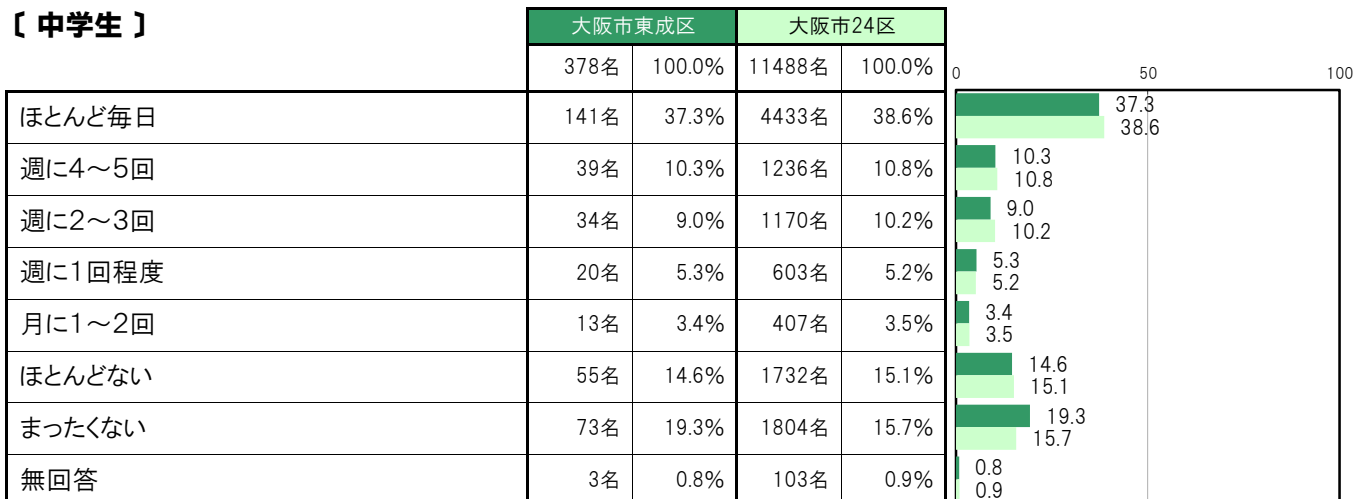 〔 中学生 〕
大阪市東成区 大阪市24区
378名 100.0% 11488名 100.0%
0 50 100
ほとんど毎日 141名 37.3% 4433名 38.6% 37.3
38.6
週に4～5回 39名 10.3% 1236名 10.8% 10.3
10.8
週に2～3回 34名 9.0% 1170名 10.2% 9.0
10.2
週に1回程度 20名 5.3% 603名 5.2% 5.3
5.2
月に1～2回 13名 3.4% 407名 3.5% 3.4
3.5
ほとんどない 55名 14.6% 1732名 15.1% 14.6
15.1
まったくない 73名 19.3% 1804名 15.7% 19.3
15.7
無回答 3名 0.8% 103名 0.9% 0.8
0.9